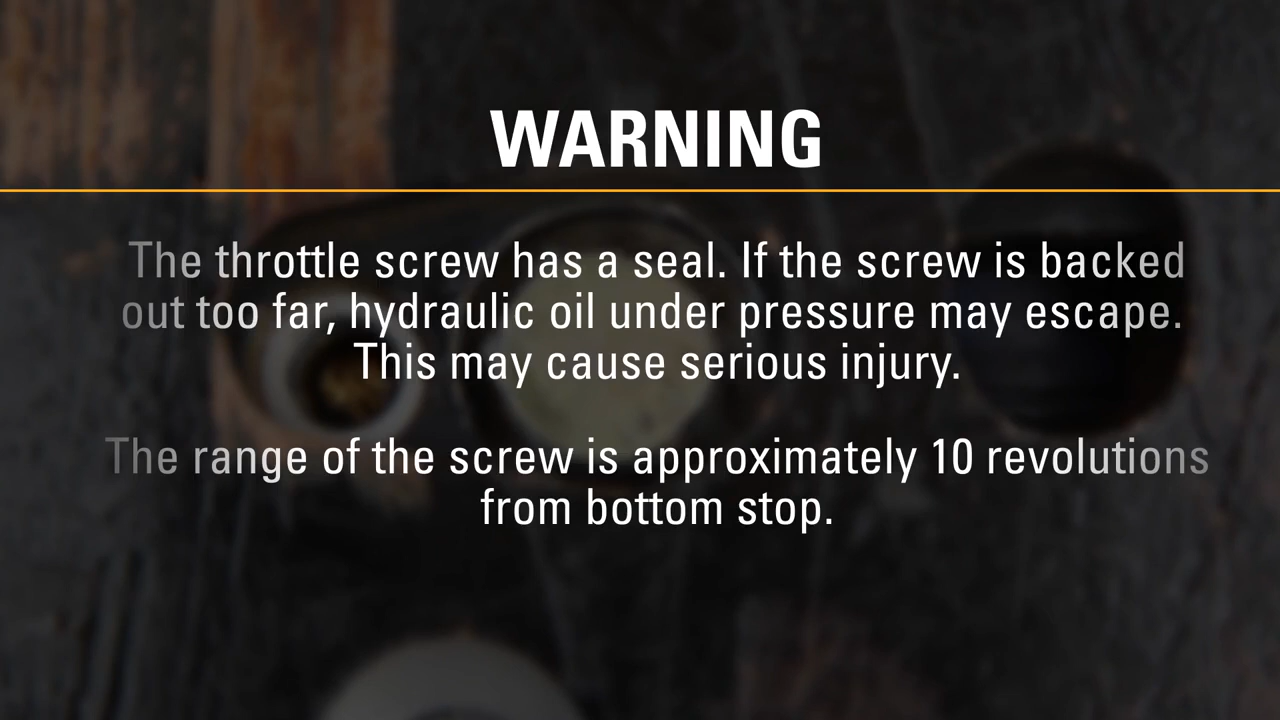 WARNING
The throttle screw has a seal. If the screw is backed
out too far, hydraulic oil under pressure may escape.
This may cause serious injury.
The range of the screw is approximately 10 revolutions
from bottom stop.